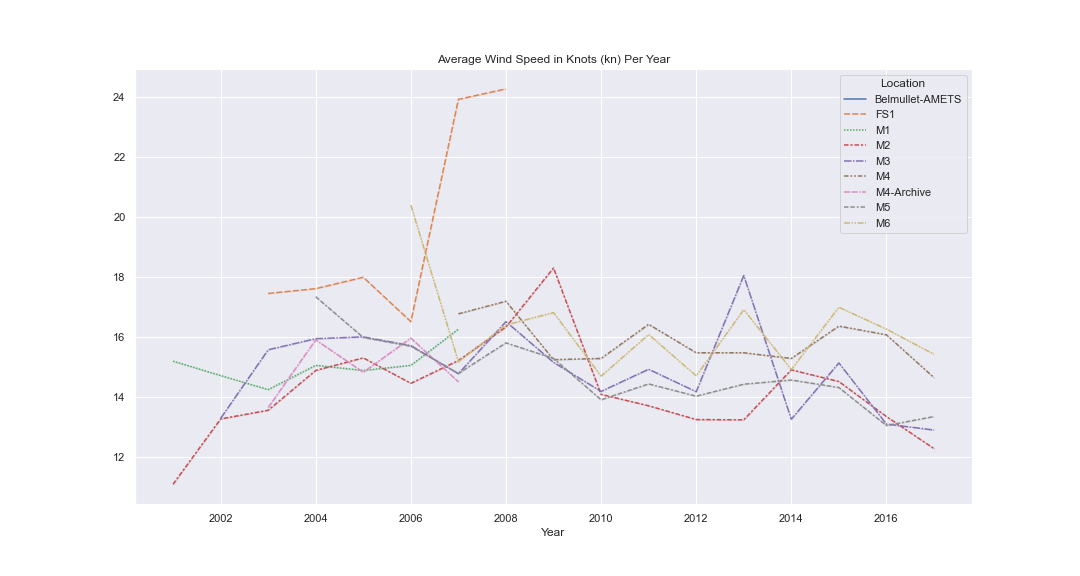 Average Wind Speed in Knots (kn) Per Year
Location
Belmullet-AMETS
FS1
M1
M2
M3
M4
M4-Archive
M5
M6
24
22
20
18
16
14
12
2002 2004 2006 2008 2010 2012 2014 2016
Year